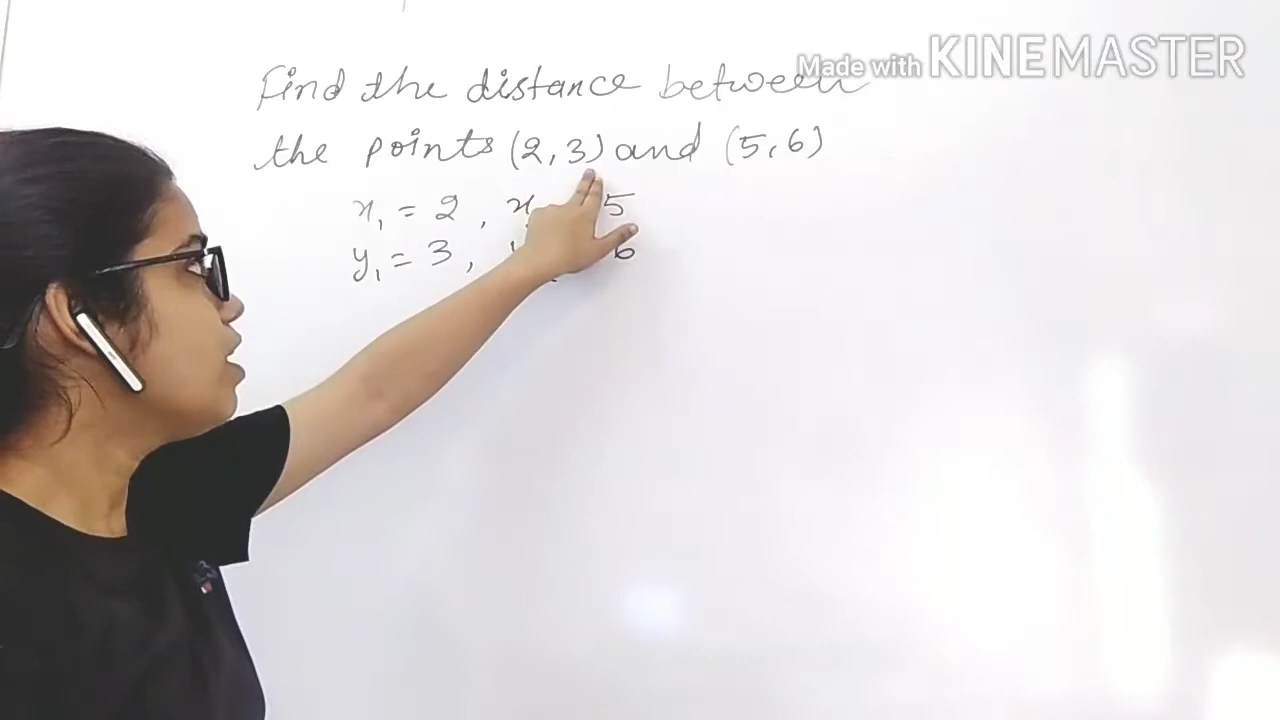 Made with KINEMASTER
Find the distance between
the points (2, 3) and (5, 6)
x₁ = 2 , x 5
y₁ = 3 , 6